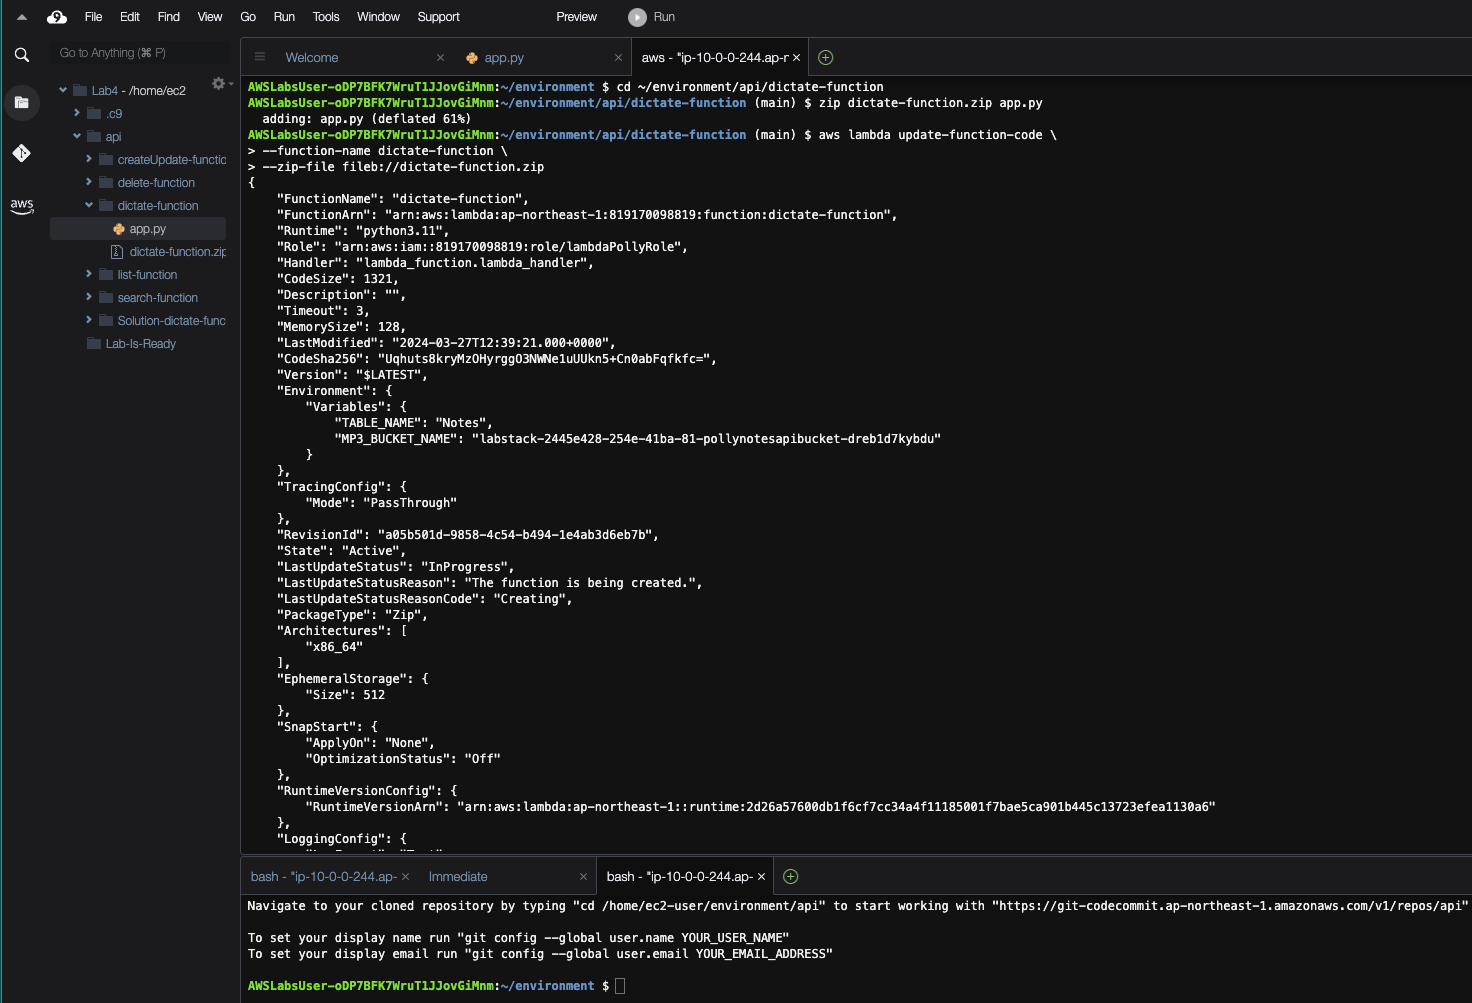 File Edit Find View Go Run Tools Window Support Preview Run
Go to Anything (⌘ P)
Lab4 - /home/ec2
.c9
api
createUpdate-functic
delete-function
dictate-function
app.py
dictate-function.zip
list-function
search-function
Solution-dictate-func
Lab-Is-Ready
aws
Welcome
app.py
aws - "ip-10-0-0-244.ap-r
AWSLabsUser-oDP7BFK7WruT1JJovGiMnm:~/environment $ cd ~/environment/api/dictate-function
AWSLabsUser-oDP7BFK7WruT1JJovGiMnm:~/environment/api/dictate-function (main) $ zip dictate-function.zip app.py
  adding: app.py (deflated 61%)
AWSLabsUser-oDP7BFK7WruT1JJovGiMnm:~/environment/api/dictate-function (main) $ aws lambda update-function-code \
> --function-name dictate-function \
> --zip-file fileb://dictate-function.zip
{
    "FunctionName": "dictate-function",
    "FunctionArn": "arn:aws:lambda:ap-northeast-1:819170098819:function:dictate-function",
    "Runtime": "python3.11",
    "Role": "arn:aws:iam::819170098819:role/lambdaPollyRole",
    "Handler": "lambda_function.lambda_handler",
    "CodeSize": 1321,
    "Description": "",
    "Timeout": 3,
    "MemorySize": 128,
    "LastModified": "2024-03-27T12:39:21.000+0000",
    "CodeSha256": "Uqhuts8kryMzOHyrggO3NWNe1uUUkn5+Cn0abFqfkfc=",
    "Version": "$LATEST",
    "Environment": {
        "Variables": {
            "TABLE_NAME": "Notes",
            "MP3_BUCKET_NAME": "labstack-2445e428-254e-41ba-81-pollynotesapibucket-dreb1d7kybdu"
        }
    },
    "TracingConfig": {
        "Mode": "PassThrough"
    },
    "RevisionId": "a05b501d-9858-4c54-b494-1e4ab3d6eb7b",
    "State": "Active",
    "LastUpdateStatus": "InProgress",
    "LastUpdateStatusReason": "The function is being created.",
    "LastUpdateStatusReasonCode": "Creating",
    "PackageType": "Zip",
    "Architectures": [
        "x86_64"
    ],
    "EphemeralStorage": {
        "Size": 512
    },
    "SnapStart": {
        "ApplyOn": "None",
        "OptimizationStatus": "Off"
    },
    "RuntimeVersionConfig": {
        "RuntimeVersionArn": "arn:aws:lambda:ap-northeast-1::runtime:2d26a57600db1f6cf7cc34a4f11185001f7bae5ca901b445c13723efea1130a6"
    },
    "LoggingConfig": {
bash - "ip-10-0-0-244.ap-
Immediate
bash - "ip-10-0-0-244.ap-
Navigate to your cloned repository by typing "cd /home/ec2-user/environment/api" to start working with "https://git-codecommit.ap-northeast-1.amazonaws.com/v1/repos/api"
To set your display name run "git config --global user.name YOUR_USER_NAME"
To set your display email run "git config --global user.email YOUR_EMAIL_ADDRESS"
AWSLabsUser-oDP7BFK7WruT1JJovGiMnm:~/environment $